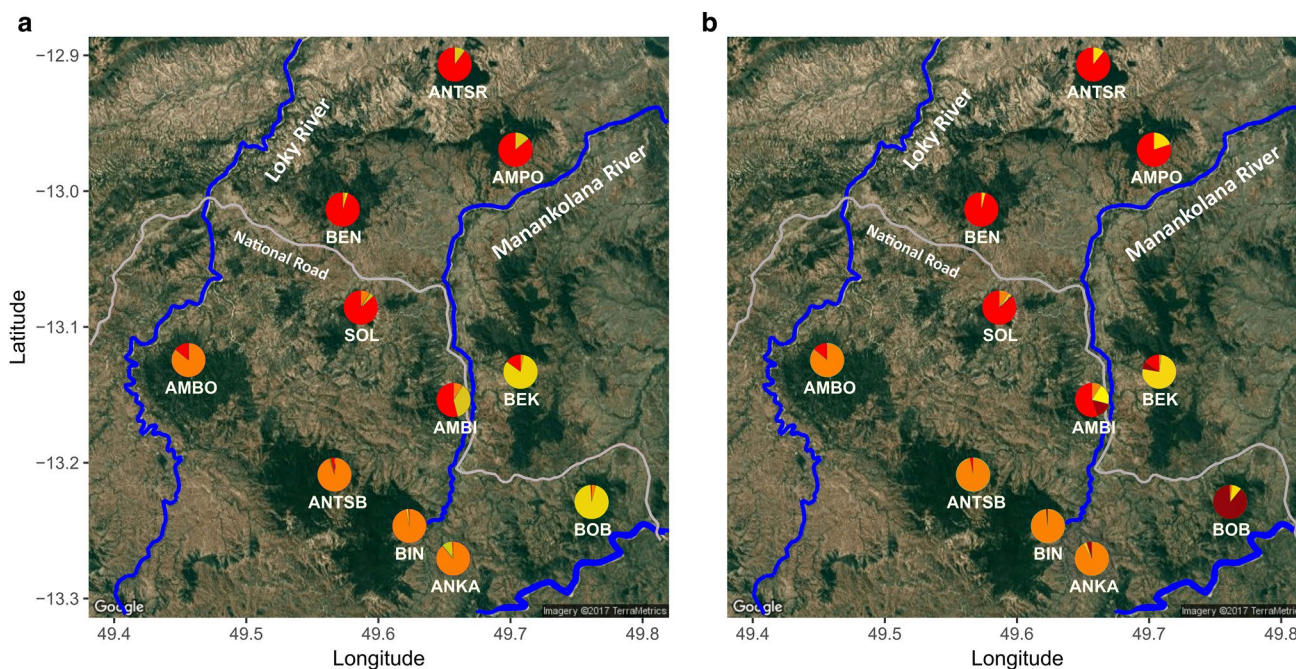 a
b
−12.9
−13.0
−13.1
−13.2
−13.3
Latitude
ANTSR
AMPO
Loky River
Manankolana River
BEN
National Road
SOL
AMBO
BEK
AMBI
ANTSB
BOB
BIN
ANKA
Google
Imagery ©2017 TerraMetrics
49.4
49.5
49.6
49.7
49.8
Longitude
ANTSR
AMPO
Loky River
Manankolana River
BEN
National Road
SOL
AMBO
BEK
AMBI
ANTSB
BOB
BIN
ANKA
Google
Imagery ©2017 TerraMetrics
49.4
49.5
49.6
49.7
49.8
Longitude